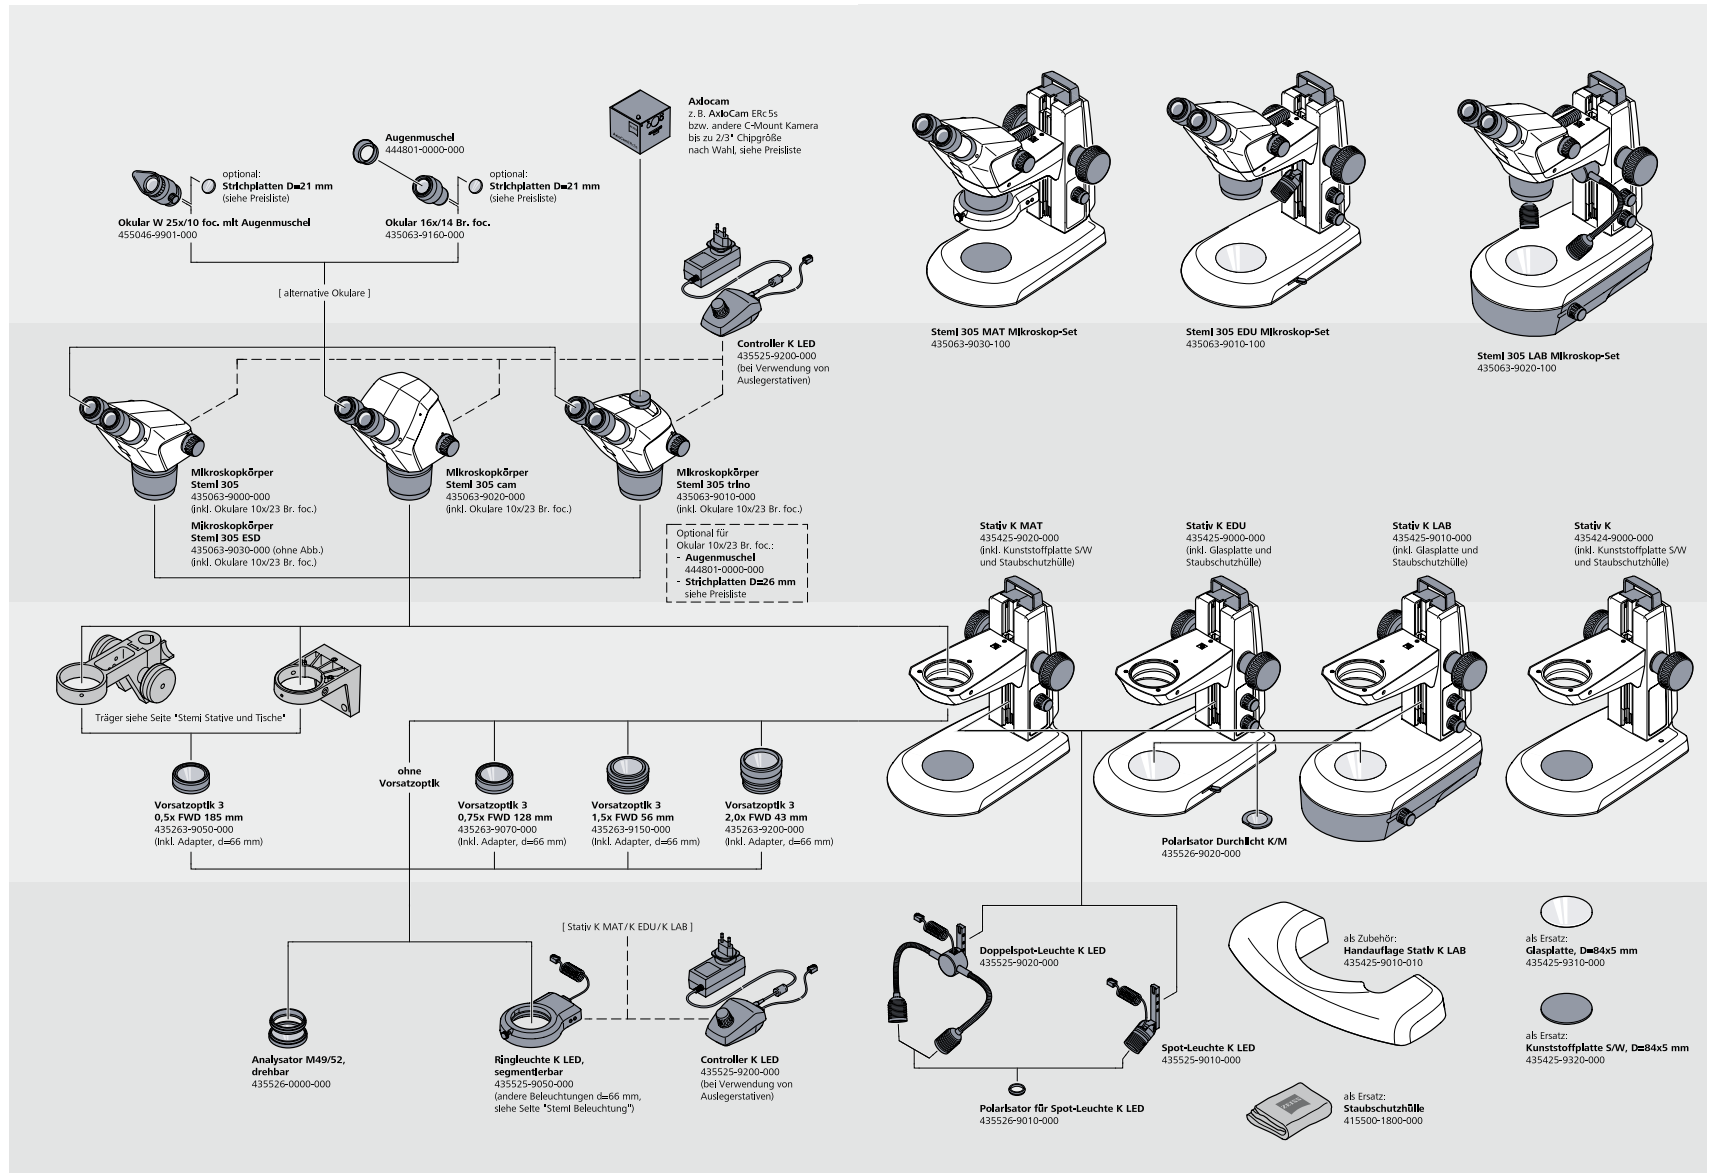 Axiocam
z. B. AxioCam ERc 5s
bzw. andere C-Mount Kamera
bis zu 2/3" Chipgröße
nach Wahl, siehe Preisliste
Augenmuschel
444801-0000-000
optional:
Strichplatten D=21 mm
(siehe Preisliste)
optional:
Strichplatten D=21 mm
(siehe Preisliste)
Okular W 25x/10 foc. mit Augenmuschel
455046-9901-000
Okular 16x/14 Br. foc.
435063-9160-000
[ alternative Okulare ]
Controller K LED
435525-9200-000
(bei Verwendung von
Auslegerstativen)
Stemi 305 MAT Mikroskop-Set
435063-9030-100
Stemi 305 EDU Mikroskop-Set
435063-9010-100
Stemi 305 LAB Mikroskop-Set
435063-9020-100
Mikroskopkörper
Stemi 305
435063-9000-000
(inkl. Okulare 10x/23 Br. foc.)
Mikroskopkörper
Stemi 305 ESD
435063-9030-000 (ohne Abb.)
(inkl. Okulare 10x/23 Br. foc.)
Mikroskopkörper
Stemi 305 cam
435063-9020-000
(inkl. Okulare 10x/23 Br. foc.)
Mikroskopkörper
Stemi 305 trino
435063-9010-000
(inkl. Okulare 10x/23 Br. foc.)
Optional für
Okular 10x/23 Br. foc.:
- Augenmuschel
444801-0000-000
- Strichplatten D=26 mm
siehe Preisliste
Stativ K MAT
435425-9020-000
(inkl. Kunststoffplatte S/W
und Staubschutzhülle)
Stativ K EDU
435425-9000-000
(inkl. Glasplatte und
Staubschutzhülle)
Stativ K LAB
435425-9010-000
(inkl. Glasplatte und
Staubschutzhülle)
Stativ K
435424-9000-000
(inkl. Kunststoffplatte S/W
und Staubschutzhülle)
Träger siehe Seite "Stemi Stative und Tische"
ohne
Vorsatzoptik
Vorsatzoptik 3
0,5x FWD 185 mm
435263-9050-000
(Inkl. Adapter, d=66 mm)
Vorsatzoptik 3
0,75x FWD 128 mm
435263-9070-000
(Inkl. Adapter, d=66 mm)
Vorsatzoptik 3
1,5x FWD 56 mm
435263-9150-000
(Inkl. Adapter, d=66 mm)
Vorsatzoptik 3
2,0x FWD 43 mm
435263-9200-000
(Inkl. Adapter, d=66 mm)
Polarisator Durchlicht K/M
435526-9020-000
[ Stativ K MAT / K EDU / K LAB ]
Analysator M49/52,
drehbar
435526-0000-000
Ringleuchte K LED,
segmentierbar
435525-9050-000
(andere Beleuchtungen d=66 mm,
siehe Seite "Stemi Beleuchtung")
Controller K LED
435525-9200-000
(bei Verwendung von
Auslegerstativen)
Doppelspot-Leuchte K LED
435525-9020-000
Spot-Leuchte K LED
435525-9010-000
Polarisator für Spot-Leuchte K LED
435526-9010-000
als Zubehör:
Handauflage Stativ K LAB
435425-9010-010
als Ersatz:
Glasplatte, D=84x5 mm
435425-9310-000
als Ersatz:
Kunststoffplatte S/W, D=84x5 mm
435425-9320-000
als Ersatz:
Staubschutzhülle
415500-1800-000
ZEISS